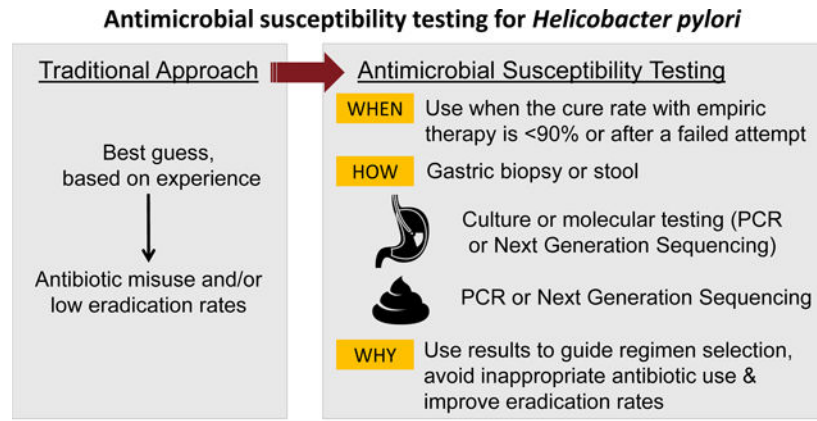 Antimicrobial susceptibility testing for Helicobacter pylori
Traditional Approach
Best guess,
based on experience
Antibiotic misuse and/or
low eradication rates
Antimicrobial Susceptibility Testing
WHEN
Use when the cure rate with empiric
therapy is <90% or after a failed attempt
HOW
Gastric biopsy or stool
Culture or molecular testing (PCR
or Next Generation Sequencing)
PCR or Next Generation Sequencing
WHY
Use results to guide regimen selection,
avoid inappropriate antibiotic use &
improve eradication rates